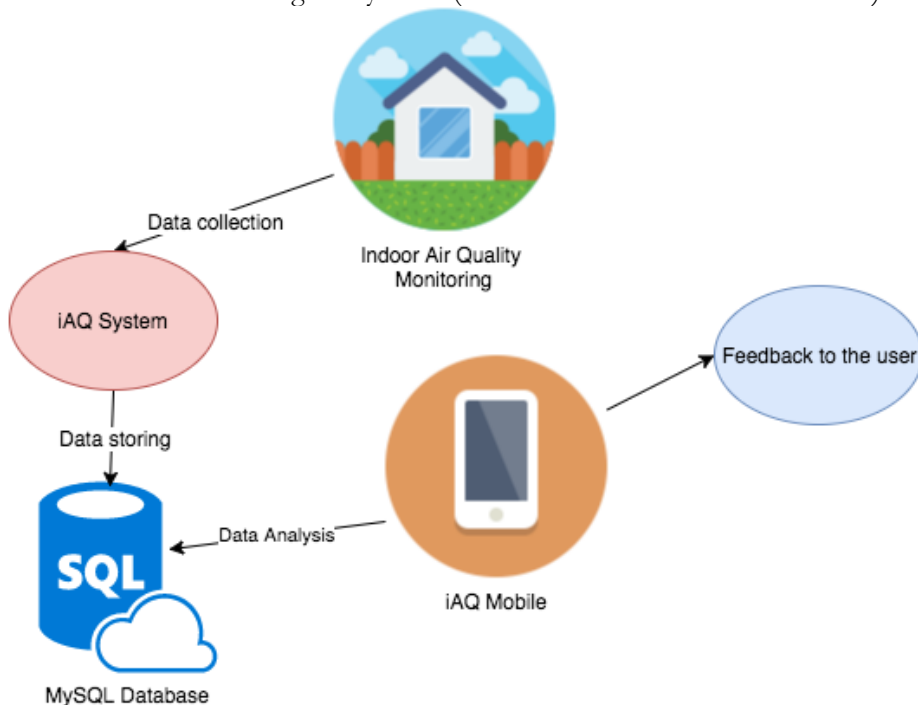 Data collection
Indoor Air Quality
Monitoring
iAQ System
Feedback to the user
Data storing
Data Analysis
SQL
iAQ Mobile
MySQL Database